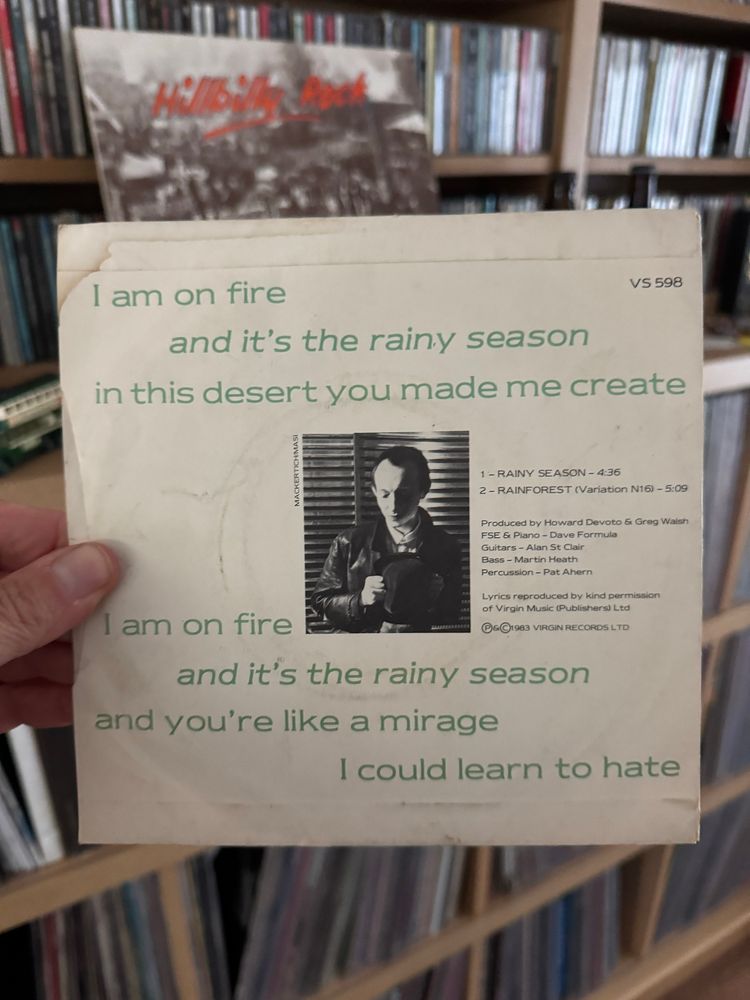 Hillbilly Rock
VS 598
I am on fire
and it's the rainy season
in this desert you made me create
MACKERTICH/MASI
1 – RAINY SEASON – 4:36
2 – RAINFOREST (Variation N16) – 5:09
Produced by Howard Devoto & Greg Walsh
FSE & Piano – Dave Formula
Guitars – Alan St Clair
Bass – Martin Heath
Percussion – Pat Ahern
Lyrics reproduced by kind permission
of Virgin Music (Publishers) Ltd
Ⓟ&Ⓒ1983 VIRGIN RECORDS LTD
I am on fire
and it's the rainy season
and you're like a mirage
I could learn to hate